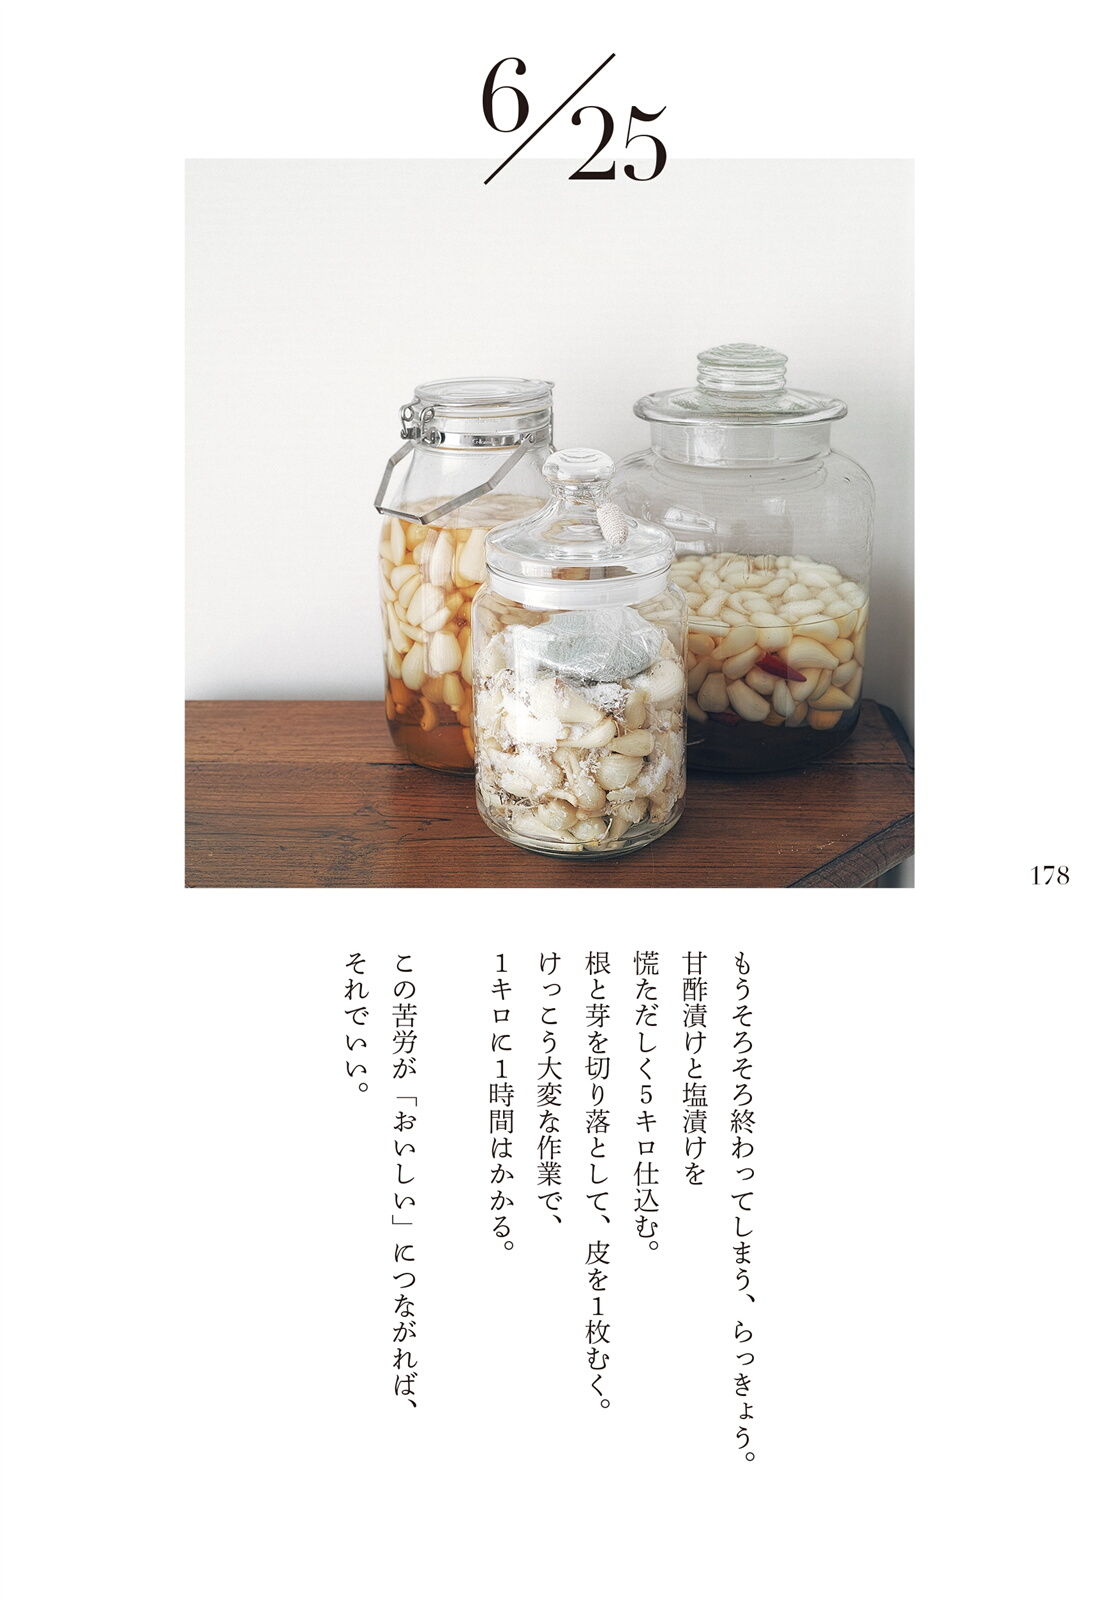 6/25
178
もうそろそろ終わってしまう、らっきょう。
甘酢漬けと塩漬けを
慌ただしく5キロ仕込む。
根と芽を切り落として、皮を1枚むく。
けっこう大変な作業で、
1キロに1時間はかかる。
この苦労が「おいしい」につながれば、
それでいい。